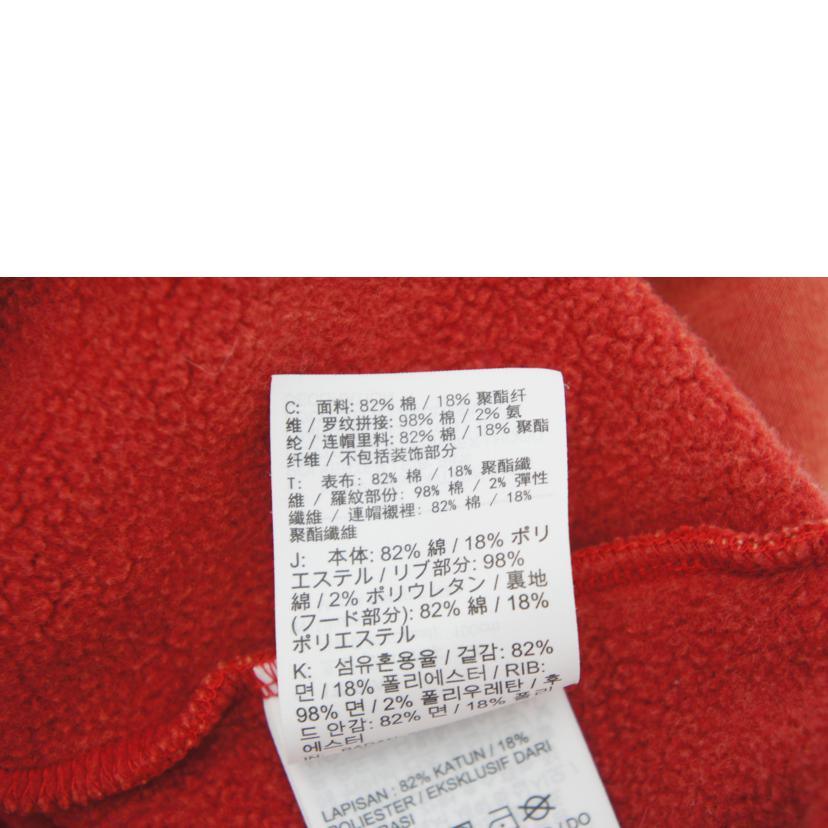 C: 面料: 82% 棉 / 18% 聚酯纤
维 / 罗纹拼接: 98% 棉 / 2% 氨
纶 / 连帽里料: 82% 棉 / 18% 聚酯
纤维 / 不包括装饰部分
T: 表布: 82% 棉 / 18% 聚酯纖
維 / 羅紋部份: 98% 棉 / 2% 彈性
纖維 / 連帽襯裡: 82% 棉 / 18%
聚酯纖維
J: 本体: 82% 綿 / 18% ポリ
エステル / リブ部分: 98%
綿 / 2% ポリウレタン / 裏地
(フード部分): 82% 綿 / 18%
ポリエステル
K: 섬유혼용율 / 겉감: 82%
면 / 18% 폴리에스터 / RIB:
98% 면 / 2% 폴리우레탄 / 후
드 안감: 82% 면 / 18% 폴리
에스터
LAPISAN : 82% KATUN / 18%
POLIESTER / EKSKLUSIF DARI
/ DO